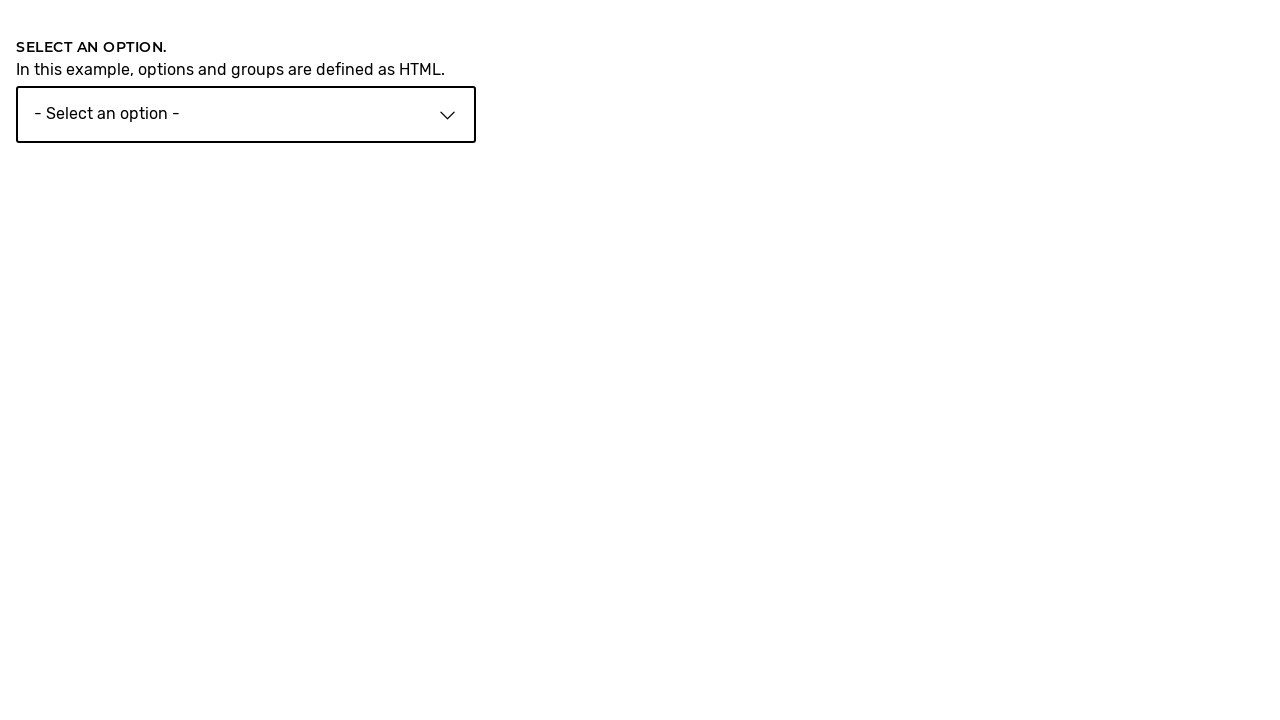 SELECT AN OPTION.
In this example, options and groups are defined as HTML.
- Select an option -